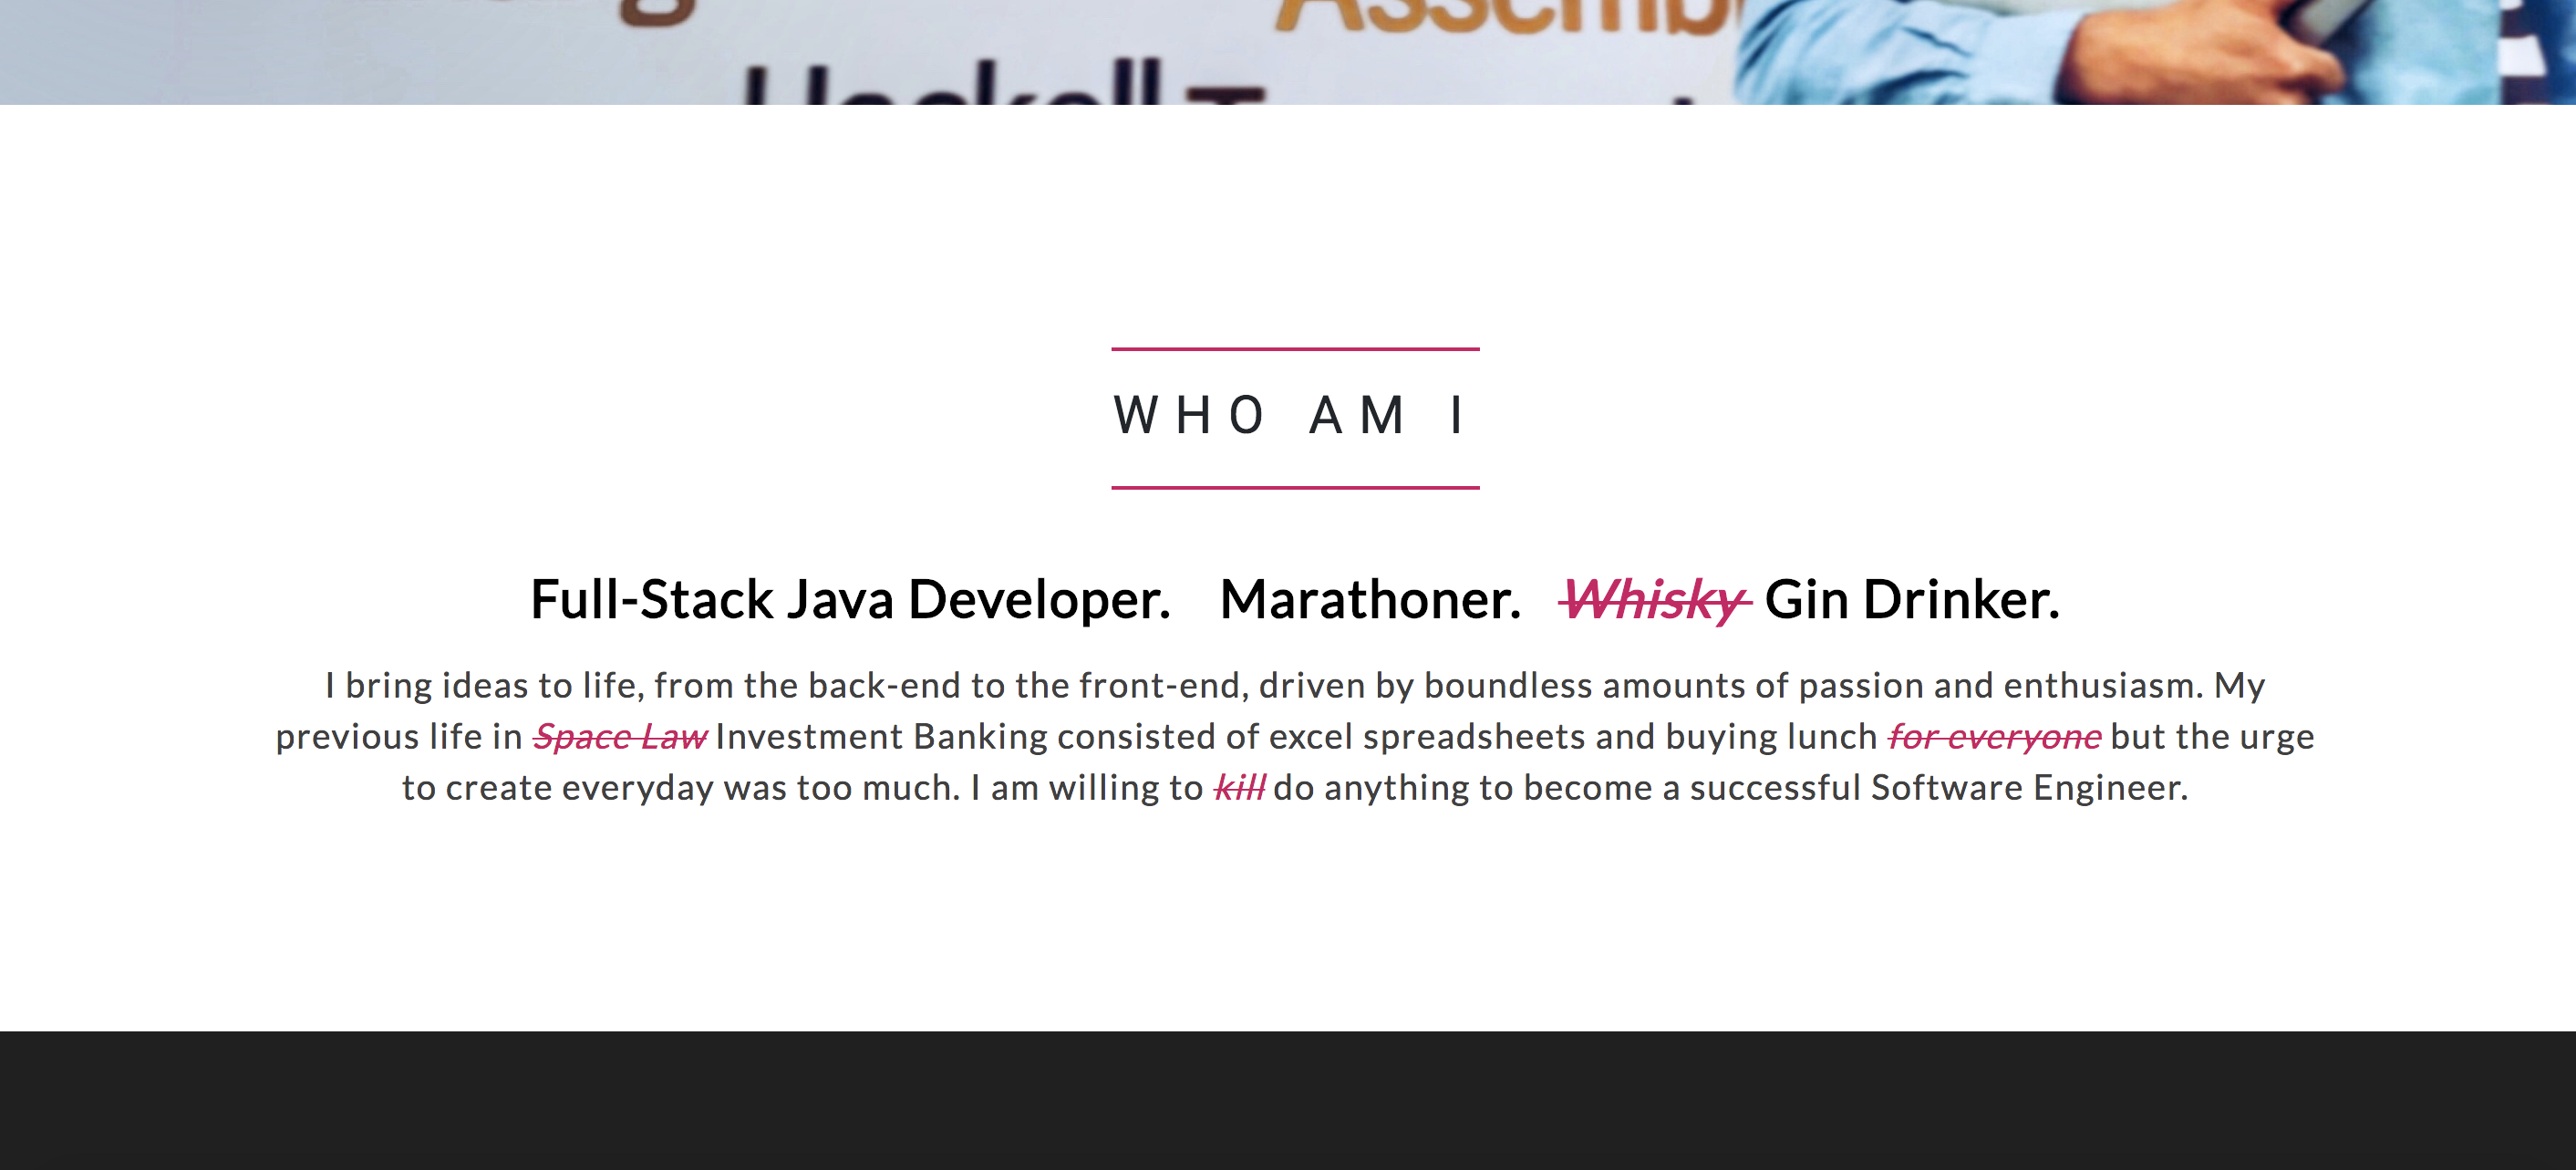 WHO AM I
Full-Stack Java Developer. Marathoner. Whisky Gin Drinker.
I bring ideas to life, from the back-end to the front-end, driven by boundless amounts of passion and enthusiasm. My
previous life in Space Law Investment Banking consisted of excel spreadsheets and buying lunch for everyone but the urge
to create everyday was too much. I am willing to kill do anything to become a successful Software Engineer.